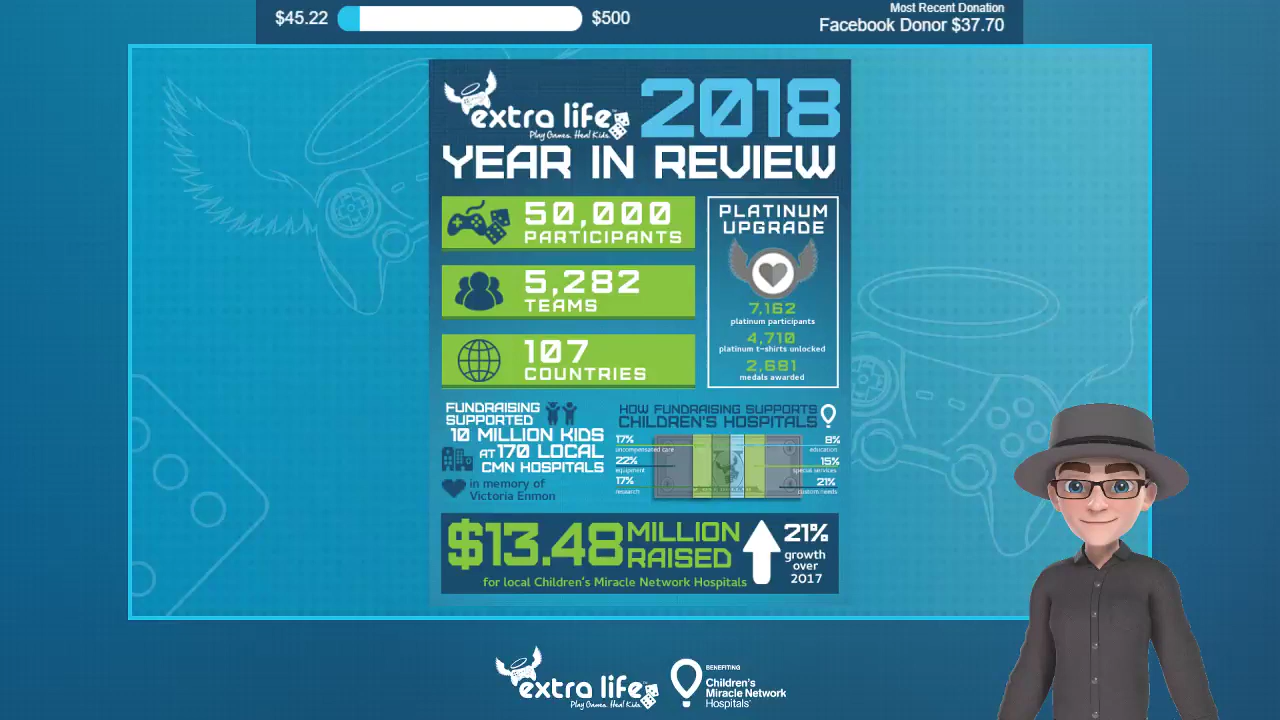 $45.22
$500
Most Recent Donation
Facebook Donor $37.70
extra life
Play Games. Heal Kids.
2018
YEAR IN REVIEW
50,000
PARTICIPANTS
5,282
TEAMS
107
COUNTRIES
PLATINUM
UPGRADE
7,162
platinum participants
4,710
platinum t-shirts unlocked
2,681
medals awarded
FUNDRAISING
SUPPORTED
10 MILLION KIDS
AT 170 LOCAL
CMN HOSPITALS
in memory of
Victoria Enmon
HOW FUNDRAISING SUPPORTS
CHILDREN'S HOSPITALS
17%
uncompensated care
22%
equipment
17%
research
8%
education
15%
special services
21%
custom needs
$13.48 MILLION
RAISED
for local Children's Miracle Network Hospitals
21%
growth
over
2017
extra life
Play Games. Heal Kids.
BENEFITING
Children's
Miracle Network
Hospitals